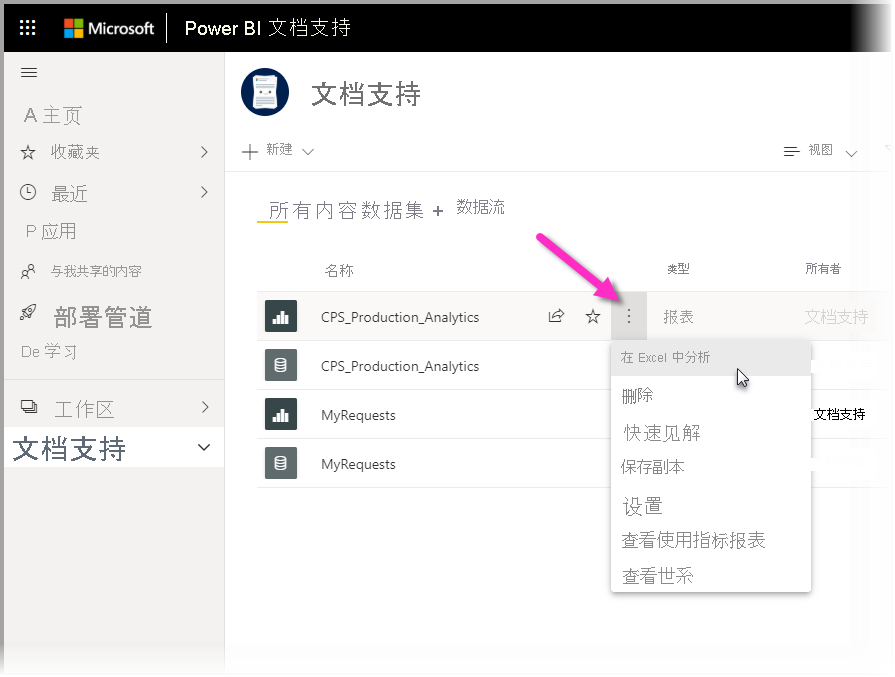 Microsoft Power BI 文档支持
A 主页
收藏夹
最近
P 应用
与我共享的内容
部署管道
De 学习
工作区
文档支持
文档支持
新建
视图
所有内容数据集 + 数据流
名称 类型 所有者
CPS_Production_Analytics 报表 文档支持
CPS_Production_Analytics
MyRequests 文档支持
MyRequests
在 Excel 中分析
删除
快速见解
保存副本
设置
查看使用指标报表
查看世系